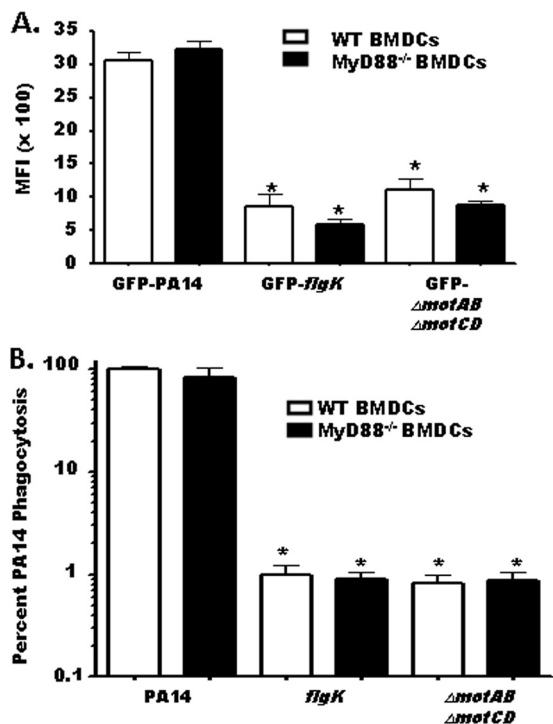 A.
WT BMDCs
MyD88-/- BMDCs
MFI (x 100)
35
30
25
20
15
10
5
0
*
*
*
*
GFP-PA14
GFP-flgK
GFP-
ΔmotAB
ΔmotCD
B.
WT BMDCs
MyD88-/- BMDCs
Percent PA14 Phagocytosis
100
10
1
0.1
*
*
*
*
PA14
flgK
ΔmotAB
ΔmotCD